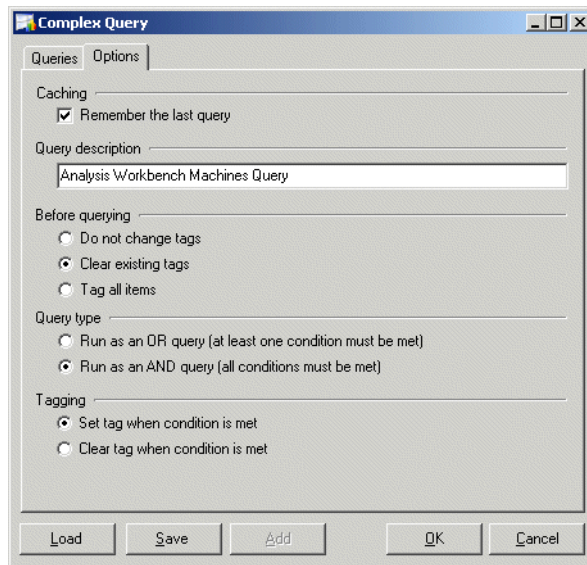 Complex Query
Queries
Options
Caching
Remember the last query
Query description
Analysis Workbench Machines Query
Before querying
Do not change tags
Clear existing tags
Tag all items
Query type
Run as an OR query (at least one condition must be met)
Run as an AND query (all conditions must be met)
Tagging
Set tag when condition is met
Clear tag when condition is met
Load
Save
Add
OK
Cancel